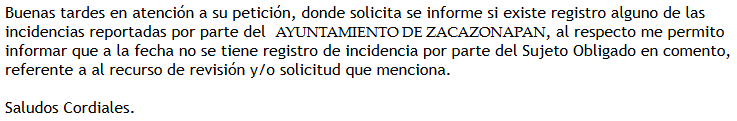 Buenas tardes en atención a su petición, donde solicita se informe si existe registro alguno de las
incidencias reportadas por parte del AYUNTAMIENTO DE ZACAZONAPAN, al respecto me permito
informar que a la fecha no se tiene registro de incidencia por parte del Sujeto Obligado en comento,
referente a al recurso de revisión y/o solicitud que menciona.
Saludos Cordiales.